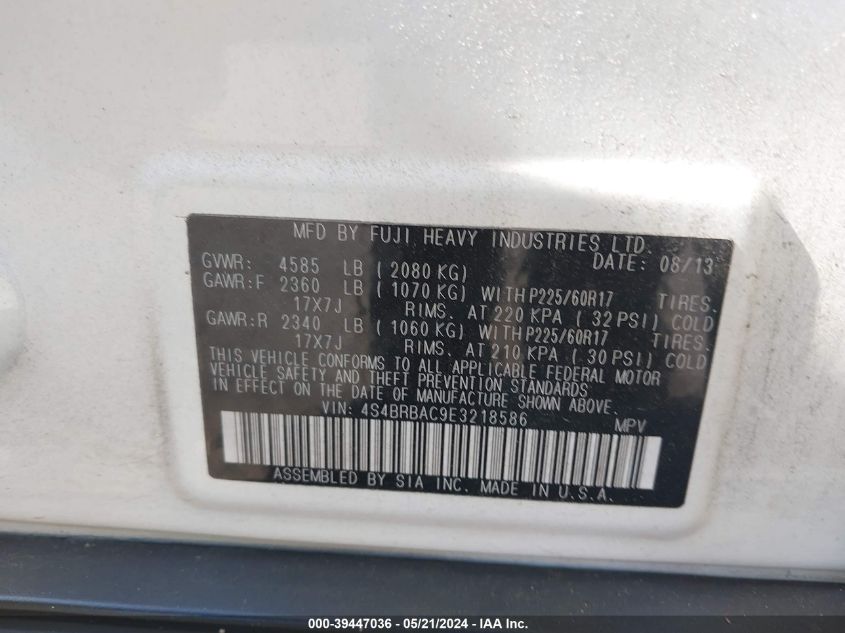 MFD BY FUJI HEAVY INDUSTRIES LTD.
GVWR: 4585 LB ( 2080 KG) DATE: 08/13
GAWR:F 2360 LB ( 1070 KG) WITH P225/60R17 TIRES.
17X7J RIMS. AT 220 KPA ( 32 PSI) COLD
GAWR:R 2340 LB ( 1060 KG) WITH P225/60R17 TIRES.
17X7J RIMS. AT 210 KPA ( 30 PSI) COLD
THIS VEHICLE CONFORMS TO ALL APPLICABLE FEDERAL MOTOR
VEHICLE SAFETY AND THEFT PREVENTION STANDARDS
IN EFFECT ON THE DATE OF MANUFACTURE SHOWN ABOVE.
VIN: 4S4BRBAC9E3218586 MPV
ASSEMBLED BY SIA INC. MADE IN U.S.A.
000-39447036 - 05/21/2024 - IAA Inc.